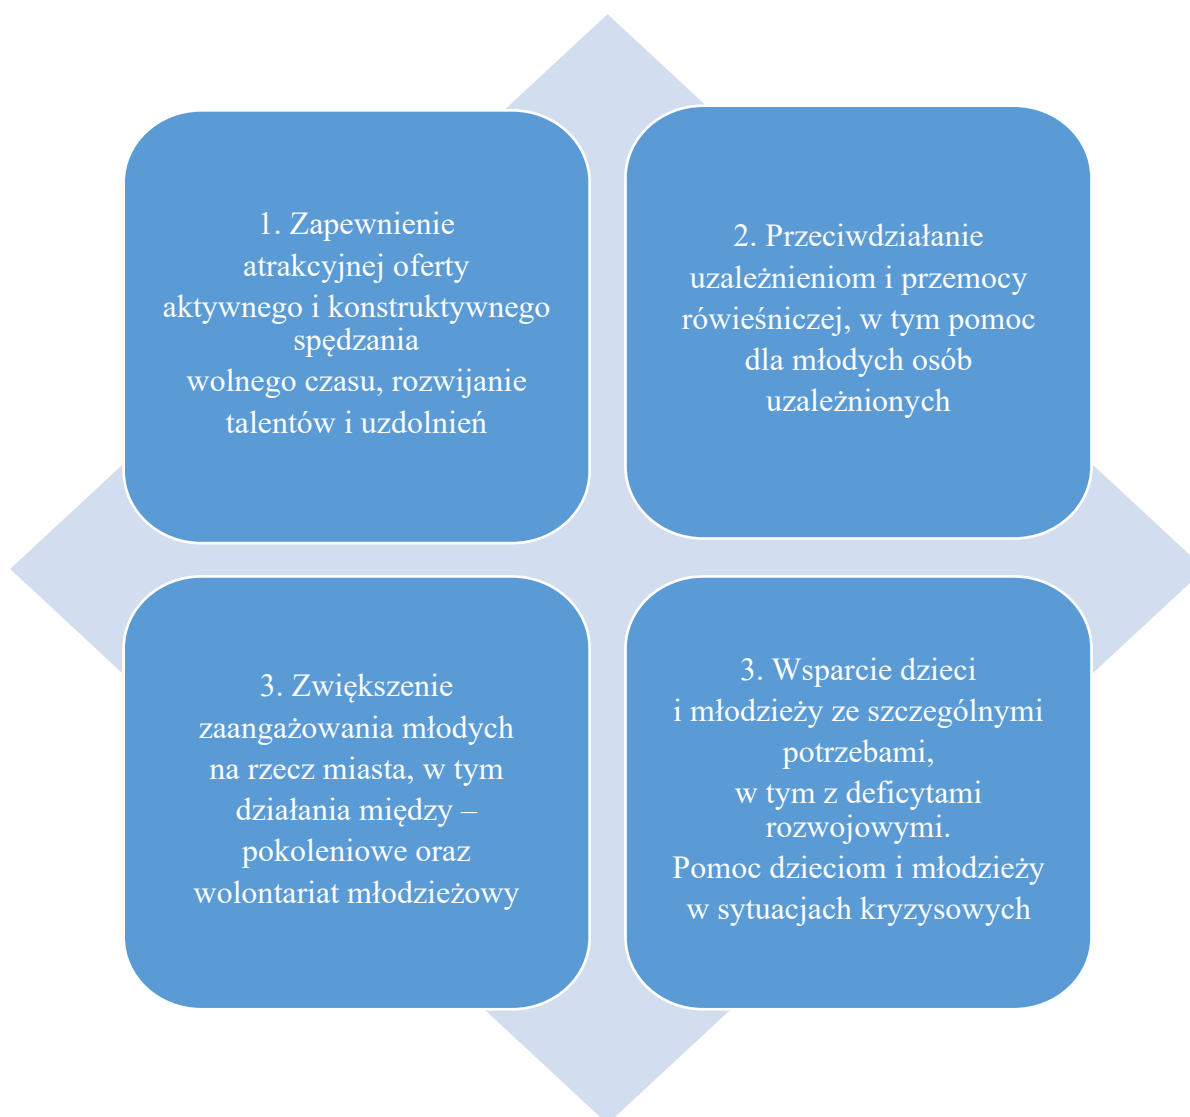 1. Zapewnienie
atrakcyjnej oferty
aktywnego i konstruktywnego
spędzania
wolnego czasu, rozwijanie
talentów i uzdolnień
2. Przeciwdziałanie
uzależnieniom i przemocy
rówieśniczej, w tym pomoc
dla młodych osób
uzależnionych
3. Zwiększenie
zaangażowania młodych
na rzecz miasta, w tym
działania między –
pokoleniowe oraz
wolontariat młodzieżowy
3. Wsparcie dzieci
i młodzieży ze szczególnymi
potrzebami,
w tym z deficytami
rozwojowymi.
Pomoc dzieciom i młodzieży
w sytuacjach kryzysowych